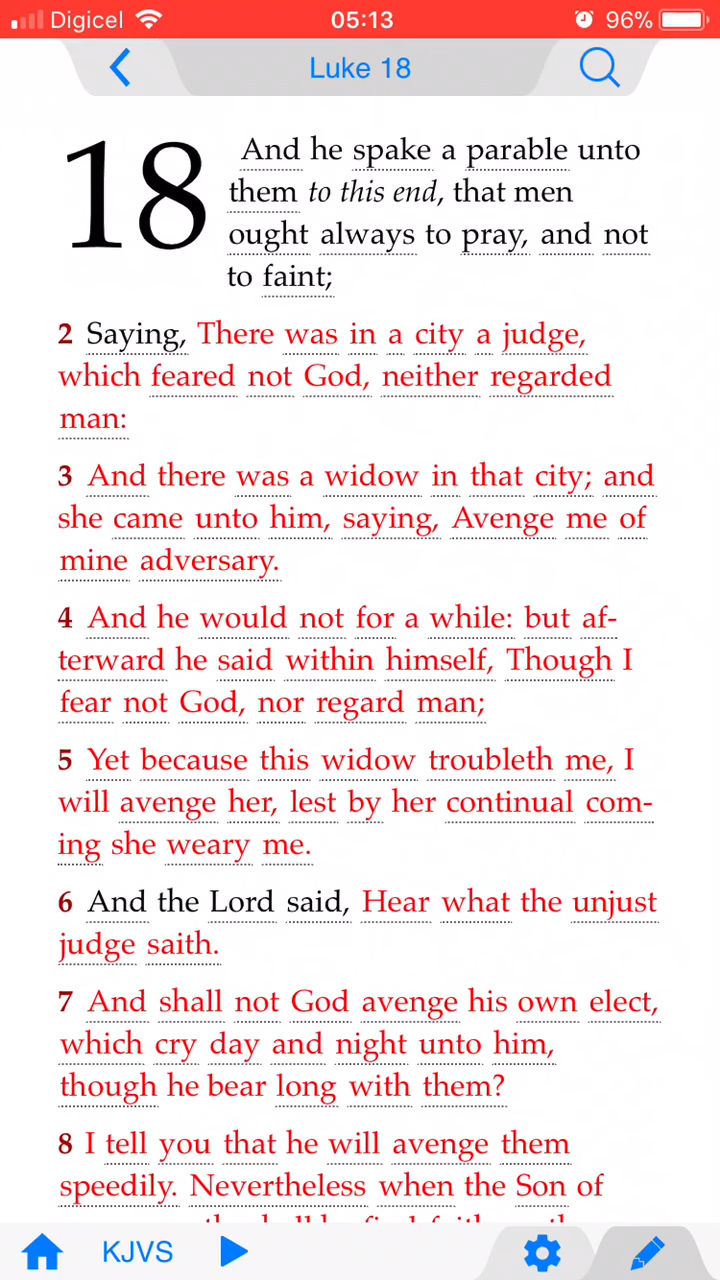 Digicel 05:13 96%
Luke 18
18 And he spake a parable unto
them to this end, that men
ought always to pray, and not
to faint;
2 Saying, There was in a city a judge,
which feared not God, neither regarded
man:
3 And there was a widow in that city; and
she came unto him, saying, Avenge me of
mine adversary.
4 And he would not for a while: but af-
terward he said within himself, Though I
fear not God, nor regard man;
5 Yet because this widow troubleth me, I
will avenge her, lest by her continual com-
ing she weary me.
6 And the Lord said, Hear what the unjust
judge saith.
7 And shall not God avenge his own elect,
which cry day and night unto him,
though he bear long with them?
8 I tell you that he will avenge them
speedily. Nevertheless when the Son of
KJVS